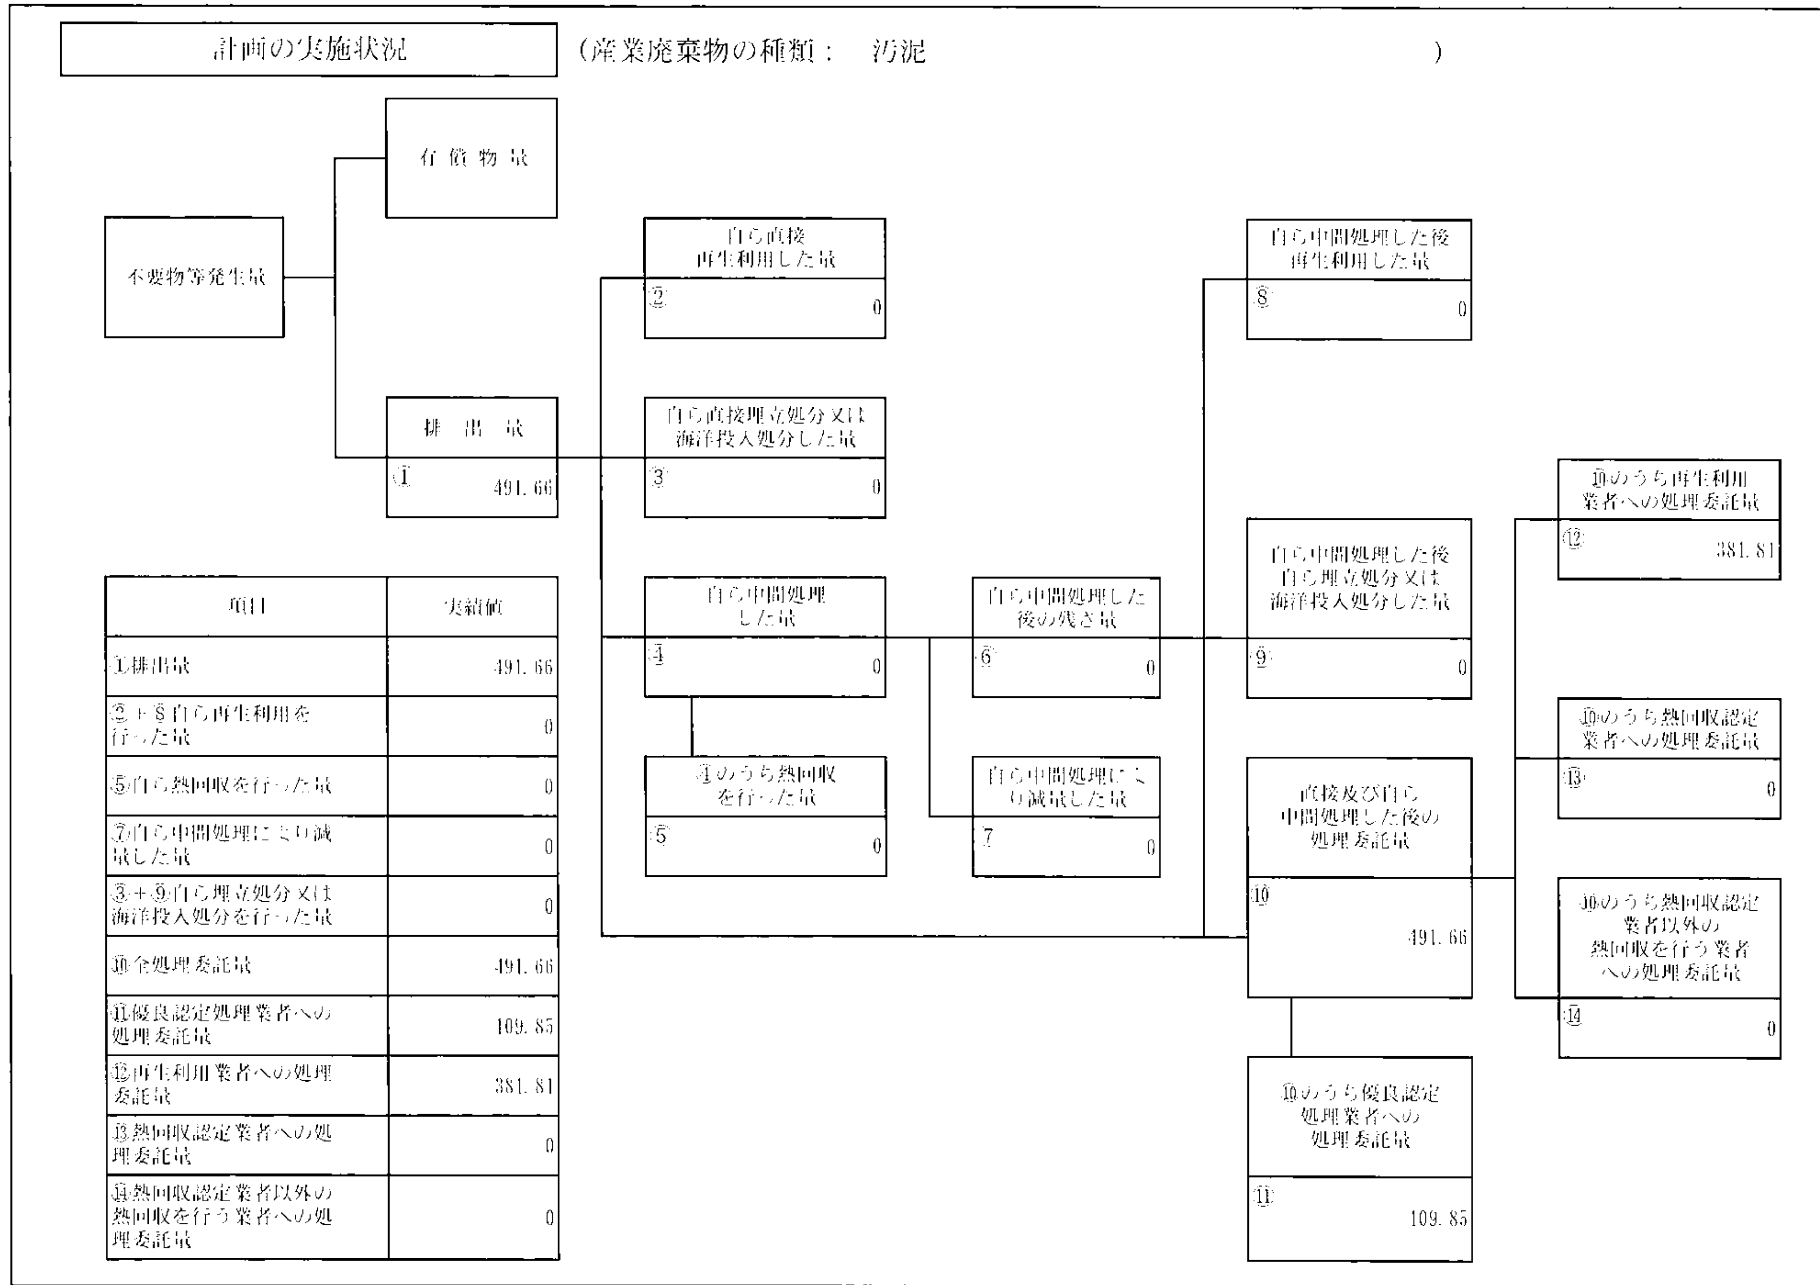 計画の実施状況
(産業廃棄物の種類： 汚泥 )
有償物量
不要物等発生量
排出量
① 491.66
自ら直接
再生利用した量
② 0
自ら直接埋立処分又は
海洋投入処分した量
③ 0
自ら中間処理
した量
④ 0
④のうち熱回収
を行った量
⑤ 0
自ら中間処理した
後の残さ量
⑥ 0
自ら中間処理によ
り減量した量
⑦ 0
自ら中間処理した後
再生利用した量
⑧ 0
自ら中間処理した後
自ら埋立処分又は
海洋投入処分した量
⑨ 0
直接及び自ら
中間処理した後の
処理委託量
⑩
491.66
⑩のうち優良認定
処理業者への
処理委託量
⑪
109.85
⑩のうち再生利用
業者への処理委託量
⑫ 381.81
⑩のうち熱回収認定
業者への処理委託量
⑬ 0
⑩のうち熱回収認定
業者以外の
熱回収を行う業者
への処理委託量
⑭ 0
項目 実績値
①排出量 491.66
②+⑧自ら再生利用を
行った量 0
⑤自ら熱回収を行った量 0
⑦自ら中間処理により減
量した量 0
③+⑨自ら埋立処分又は
海洋投入処分を行った量 0
⑩全処理委託量 491.66
⑪優良認定処理業者への
処理委託量 109.85
⑫再生利用業者への処理
委託量 381.81
⑬熱回収認定業者への処
理委託量 0
⑭熱回収認定業者以外の
熱回収を行う業者への処
理委託量 0